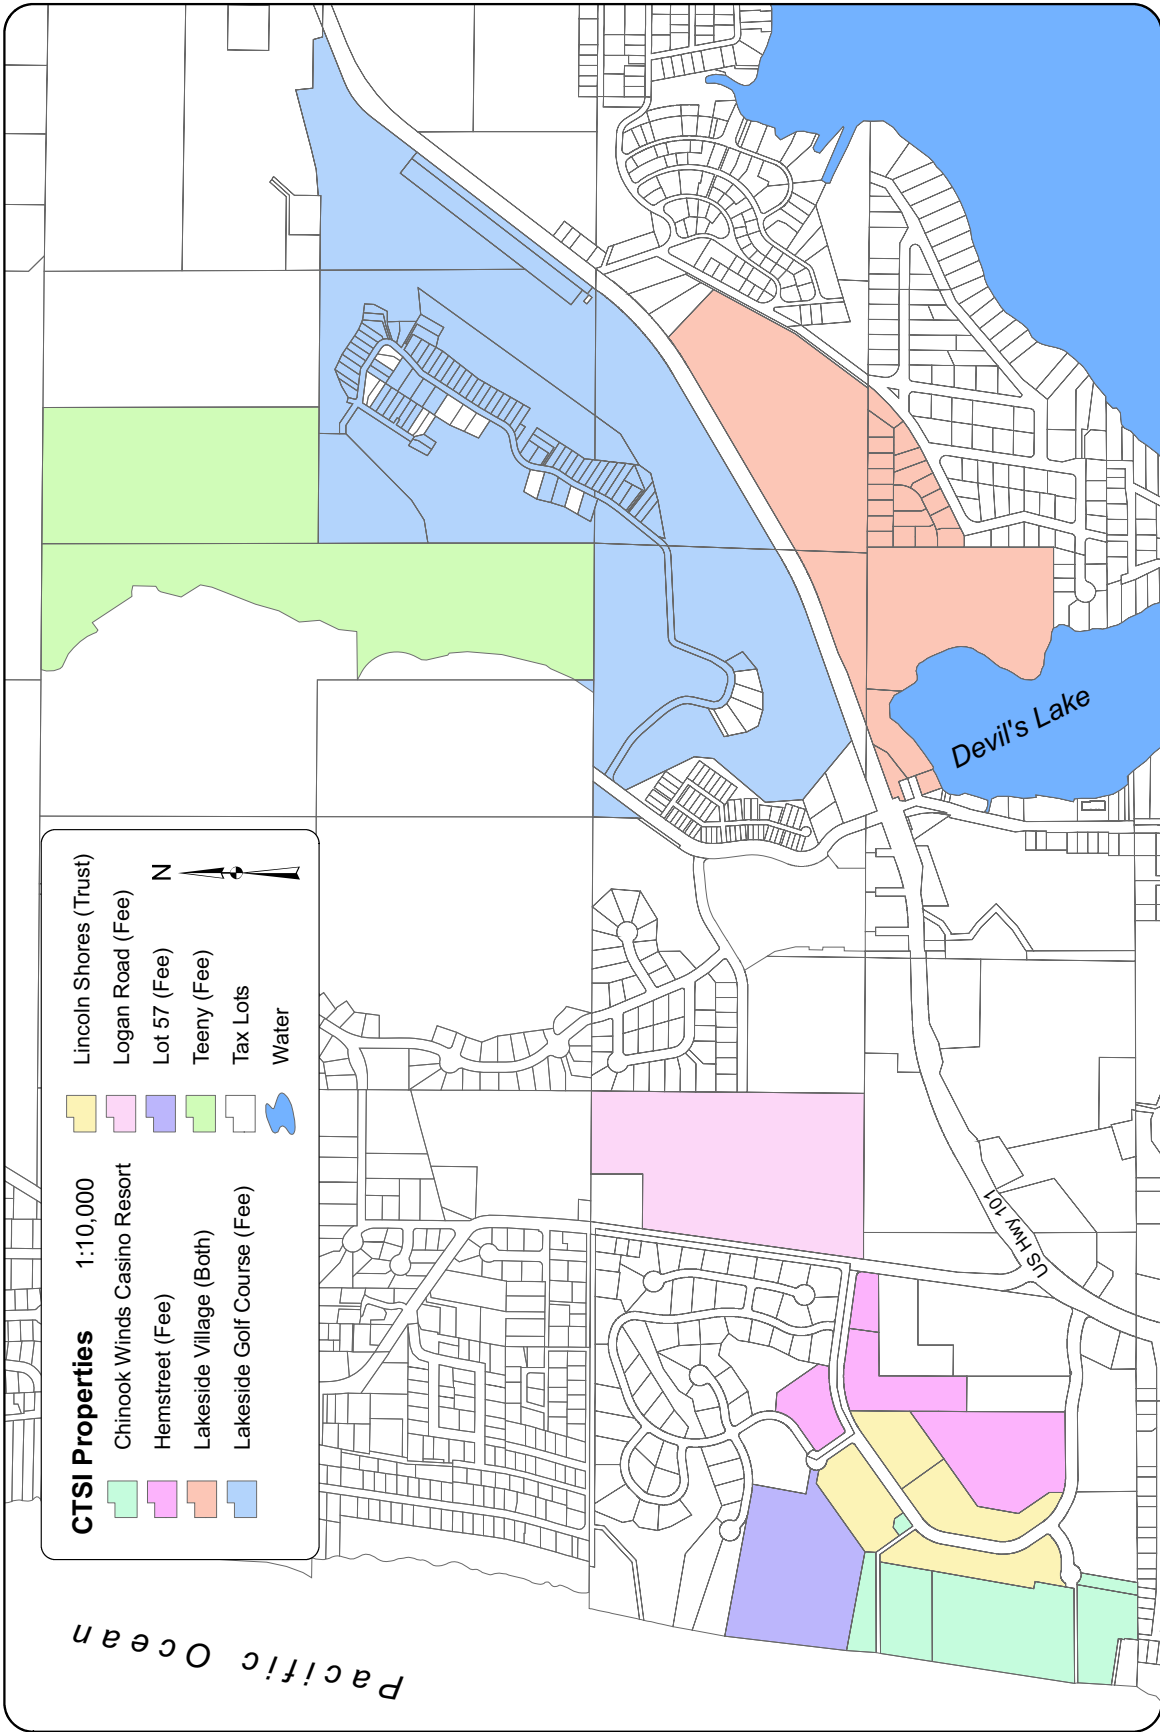 CTSI Properties 1:10,000
Chinook Winds Casino Resort
Hemstreet (Fee)
Lakeside Village (Both)
Lakeside Golf Course (Fee)
Lincoln Shores (Trust)
Logan Road (Fee)
Lot 57 (Fee)
Teeny (Fee)
Tax Lots
Water
N
Devil's Lake
US Hwy 101
Pacific Ocean